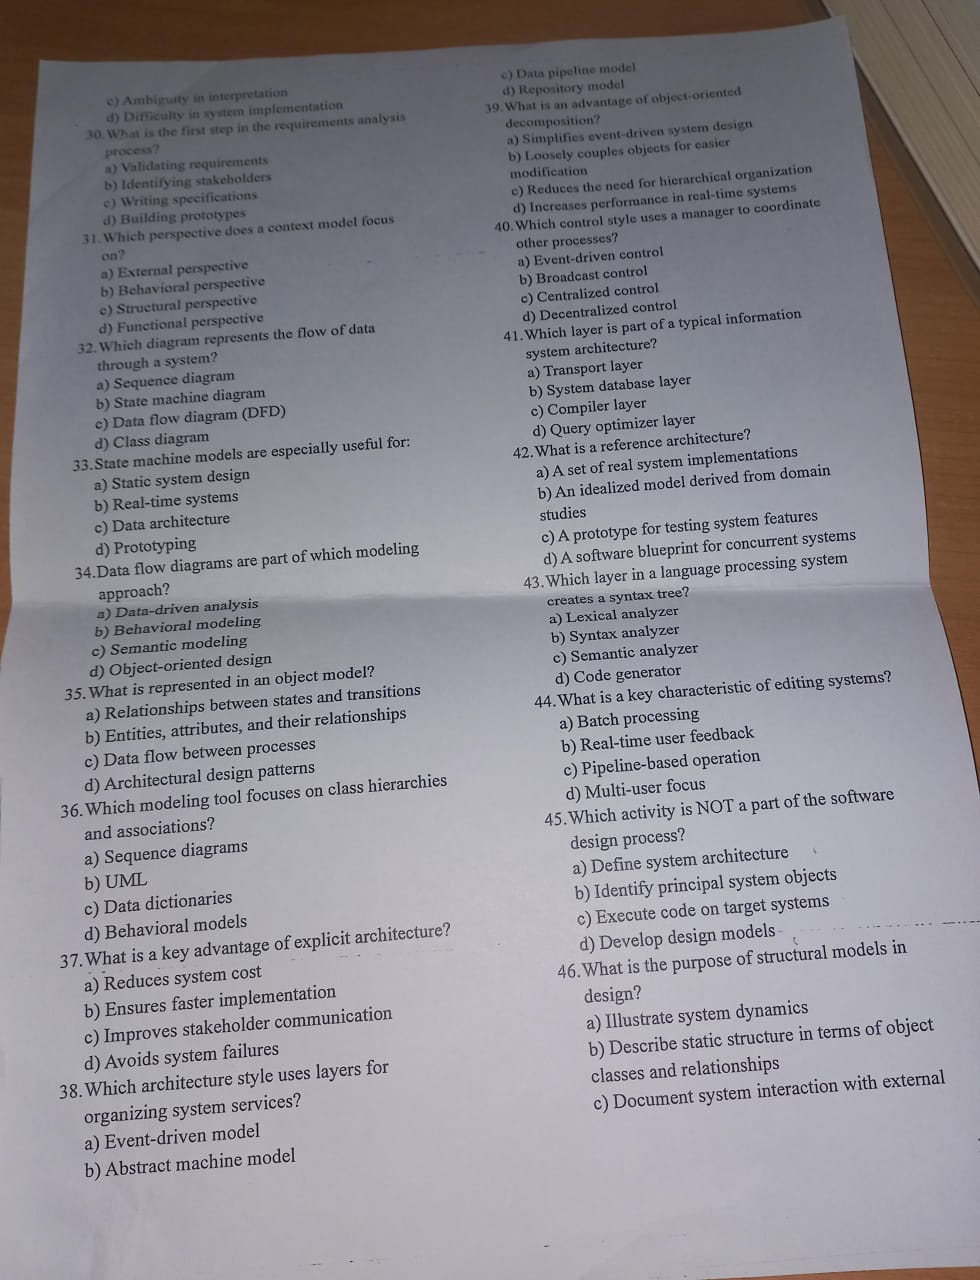 c) Ambiguity in interpretation
d) Difficulty in system implementation
30. What is the first step in the requirements analysis
process?
a) Validating requirements
b) Identifying stakeholders
c) Writing specifications
d) Building prototypes
31. Which perspective does a context model focus
on?
a) External perspective
b) Behavioral perspective
c) Structural perspective
d) Functional perspective
32. Which diagram represents the flow of data
through a system?
a) Sequence diagram
b) State machine diagram
c) Data flow diagram (DFD)
d) Class diagram
33. State machine models are especially useful for:
a) Static system design
b) Real-time systems
c) Data architecture
d) Prototyping
34. Data flow diagrams are part of which modeling
approach?
a) Data-driven analysis
b) Behavioral modeling
c) Semantic modeling
d) Object-oriented design
35. What is represented in an object model?
a) Relationships between states and transitions
b) Entities, attributes, and their relationships
c) Data flow between processes
d) Architectural design patterns
36. Which modeling tool focuses on class hierarchies
and associations?
a) Sequence diagrams
b) UML
c) Data dictionaries
d) Behavioral models
37. What is a key advantage of explicit architecture?
a) Reduces system cost
b) Ensures faster implementation
c) Improves stakeholder communication
d) Avoids system failures
38. Which architecture style uses layers for
organizing system services?
a) Event-driven model
b) Abstract machine model
c) Data pipeline model
d) Repository model
39. What is an advantage of object-oriented
decomposition?
a) Simplifies event-driven system design
b) Loosely couples objects for easier
modification
c) Reduces the need for hierarchical organization
d) Increases performance in real-time systems
40. Which control style uses a manager to coordinate
other processes?
a) Event-driven control
b) Broadcast control
c) Centralized control
d) Decentralized control
41. Which layer is part of a typical information
system architecture?
a) Transport layer
b) System database layer
c) Compiler layer
d) Query optimizer layer
42. What is a reference architecture?
a) A set of real system implementations
b) An idealized model derived from domain
studies
c) A prototype for testing system features
d) A software blueprint for concurrent systems
43. Which layer in a language processing system
creates a syntax tree?
a) Lexical analyzer
b) Syntax analyzer
c) Semantic analyzer
d) Code generator
44. What is a key characteristic of editing systems?
a) Batch processing
b) Real-time user feedback
c) Pipeline-based operation
d) Multi-user focus
45. Which activity is NOT a part of the software
design process?
a) Define system architecture
b) Identify principal system objects
c) Execute code on target systems
d) Develop design models
46. What is the purpose of structural models in
design?
a) Illustrate system dynamics
b) Describe static structure in terms of object
classes and relationships
c) Document system interaction with external